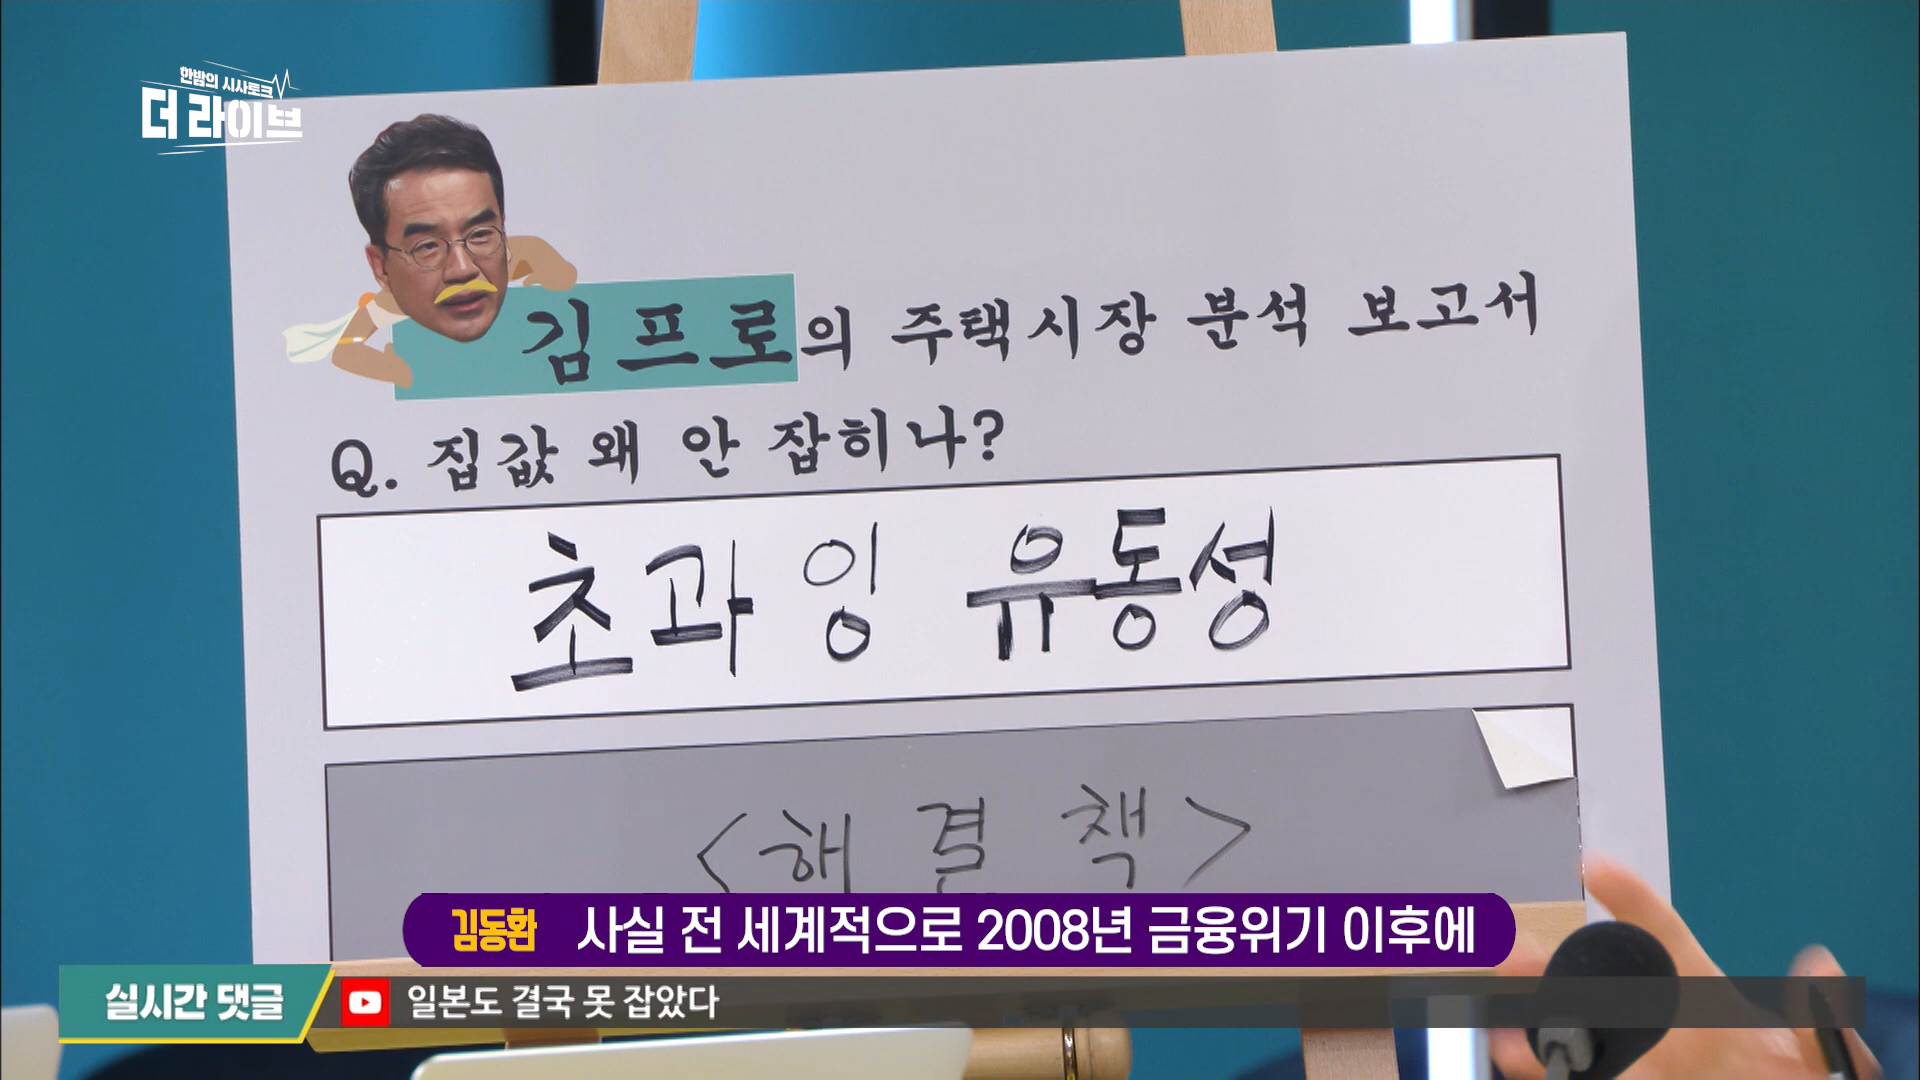 한밤의 시사토크
더 라이브
김프로의 주택시장 분석 보고서
Q. 집값 왜 안 잡히나?
초과잉 유동성
<해결책>
김동환 사실 전 세계적으로 2008년 금융위기 이후에
실시간 댓글 일본도 결국 못 잡았다